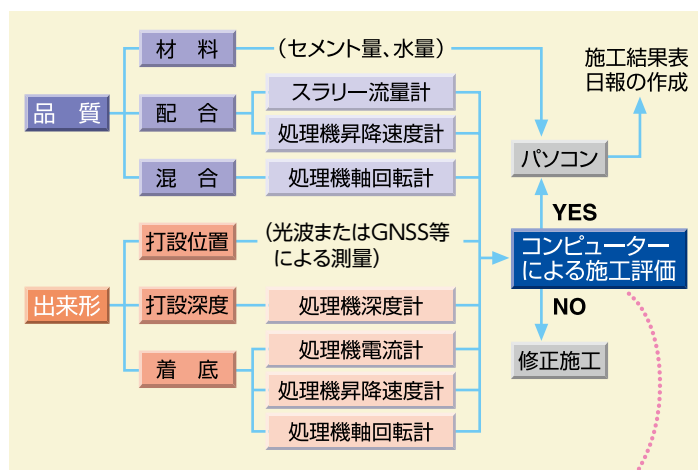 材　料
(セメント量、水量)
施工結果表
日報の作成
品　質
配　合
スラリー流量計
処理機昇降速度計
パソコン
混　合
処理機軸回転計
YES
打設位置
(光波またはGNSS等
による測量)
コンピューター
による施工評価
出来形
打設深度
処理機深度計
NO
着　底
処理機電流計
修正施工
処理機昇降速度計
処理機軸回転計